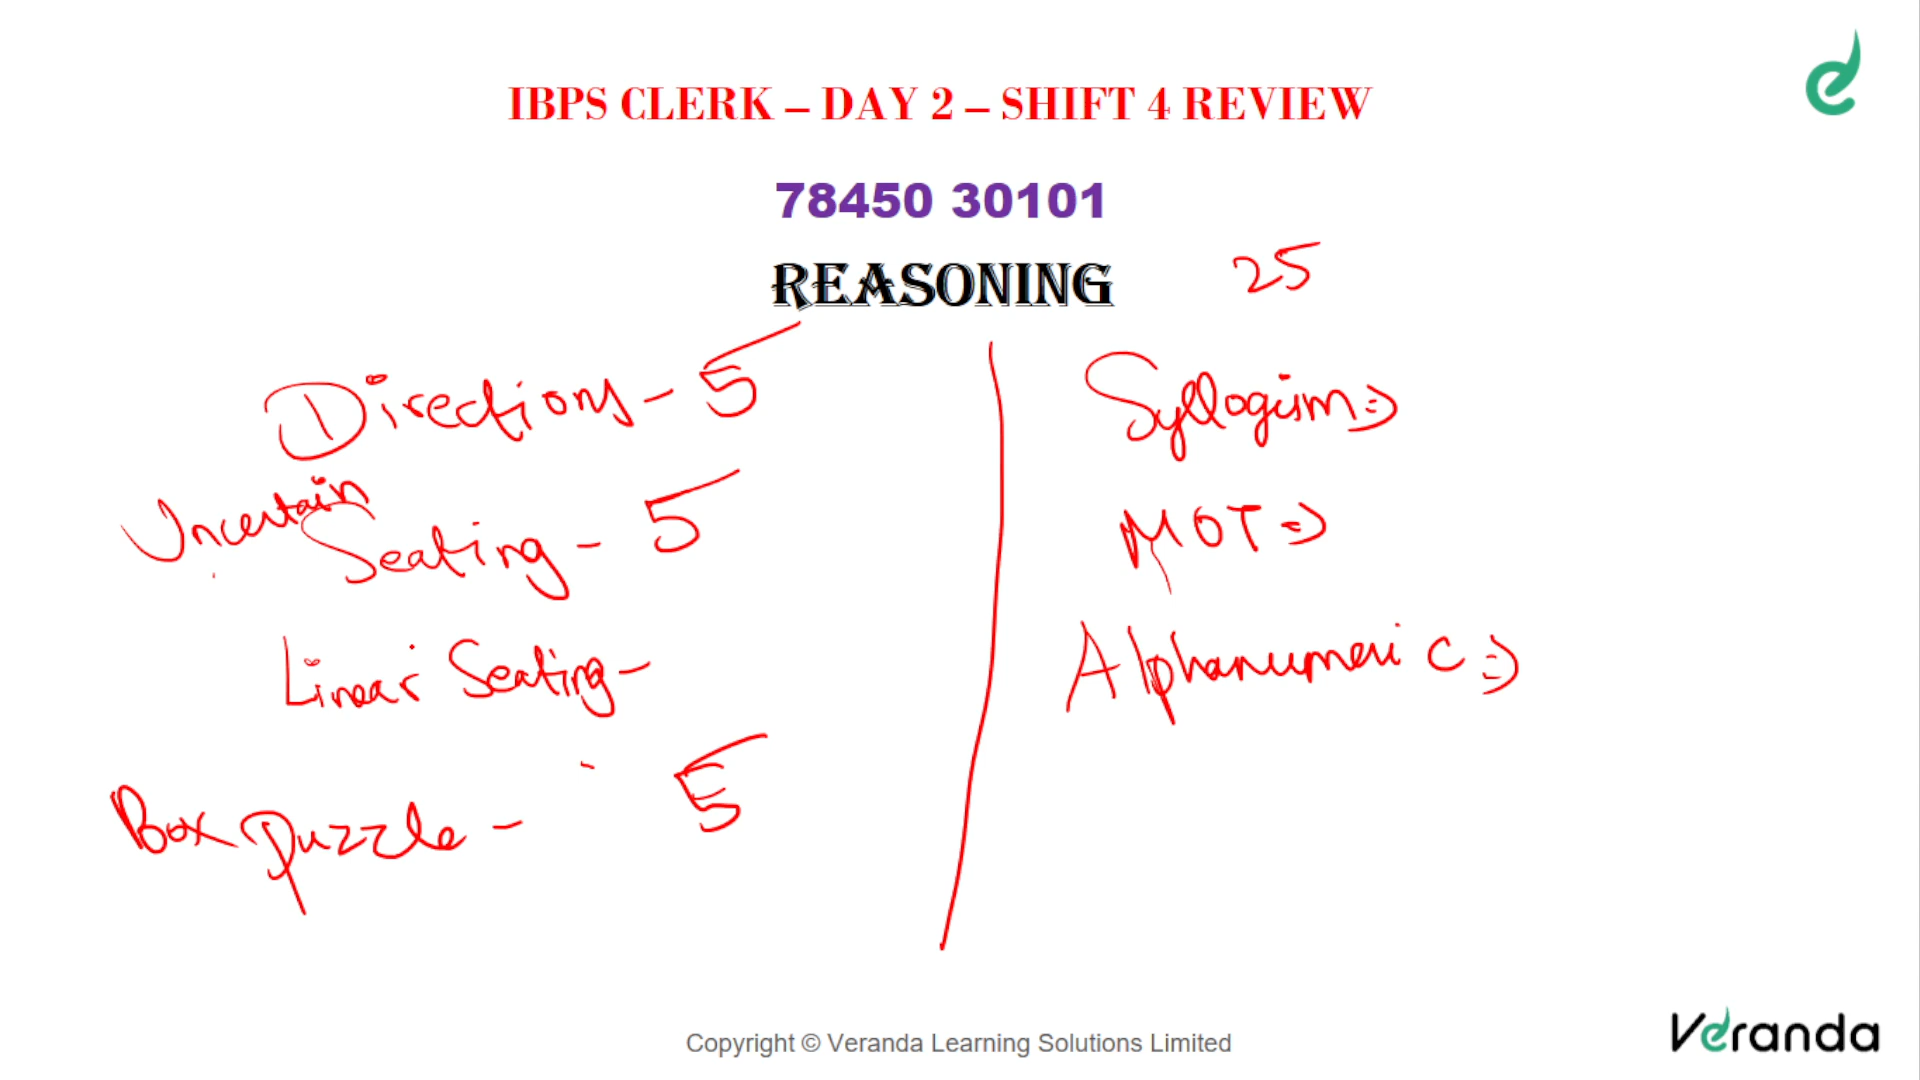 IBPS CLERK – DAY 2 – SHIFT 4 REVIEW
78450 30101
REASONING 25
Directions - 5
Uncertain
Seating - 5
Linear Seating -
Box Puzzle - 5
Syllogism =>
MOT =>
Alphanumeric =>
Veranda
Copyright © Veranda Learning Solutions Limited